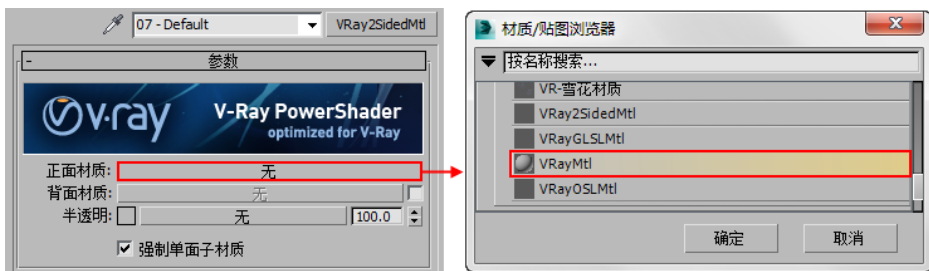 07 - Default
VRay2SidedMtl
-
参数
v·ray
V-Ray PowerShader
optimized for V-Ray
正面材质:
无
背面材质:
无
半透明:
无
100.0
强制单面子材质
材质/贴图浏览器
按名称搜索...
VR-雪花材质
VRay2SidedMtl
VRayGLSLMtl
VRayMtl
VRayOSLMtl
确定
取消